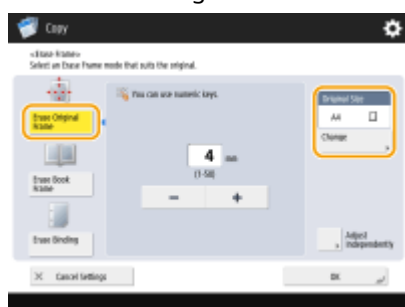 Copy
<Erase Frame>
Select an Erase Frame mode that suits the original.
You can use numeric keys.
Erase Original
Frame
Erase Book
Frame
Erase Binding
4 mm
(1-50)
−
+
Original Size
A4
Change
Adjust
Independently
× Cancel Settings
OK